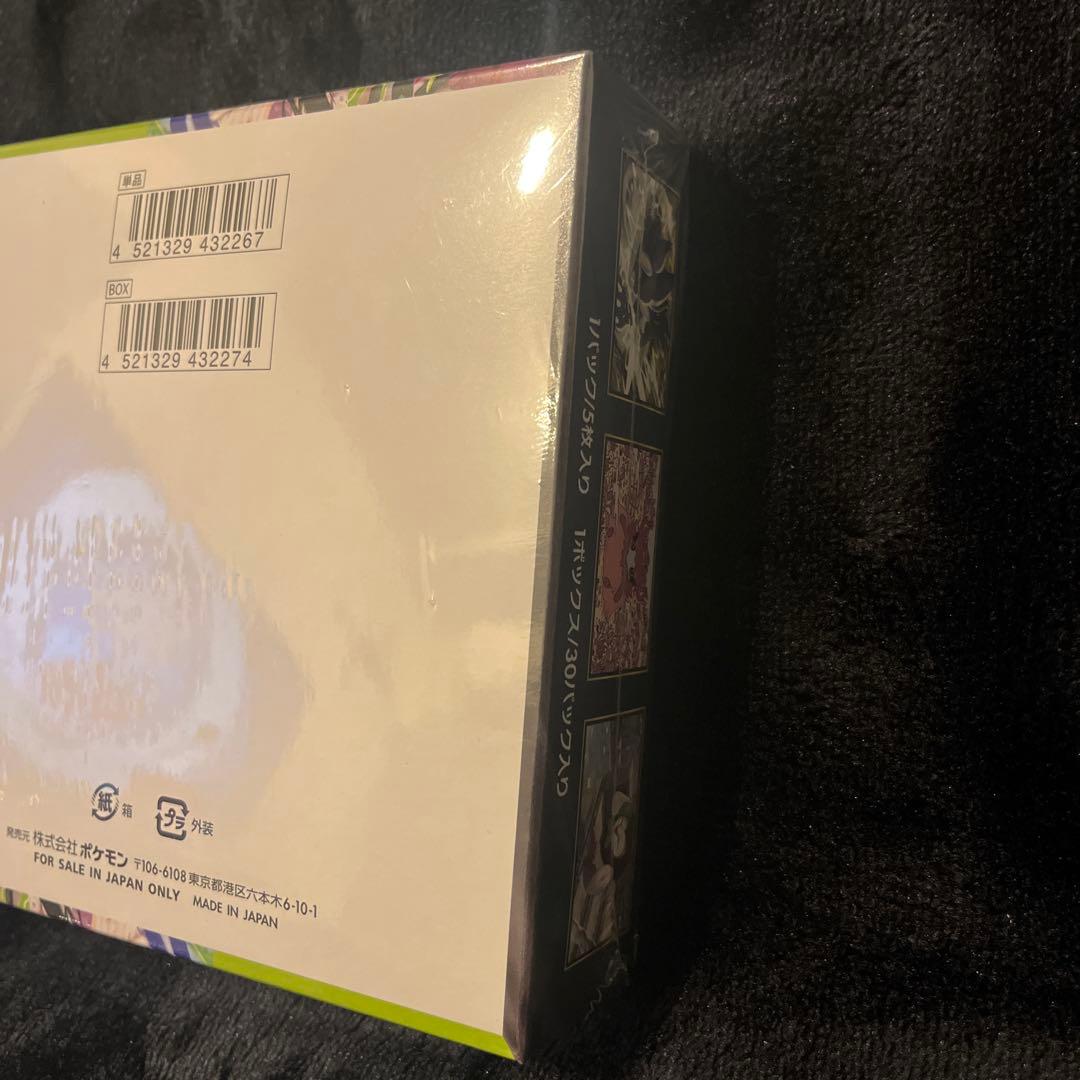 単品
4 521329 432267
BOX
4 521329 432274
紙 箱
プラ 外装
発売元 株式会社 ポケモン 〒106-6108 東京都港区六本木6-10-1
FOR SALE IN JAPAN ONLY MADE IN JAPAN
1パック/5枚入り 1ボックス/30パック入り